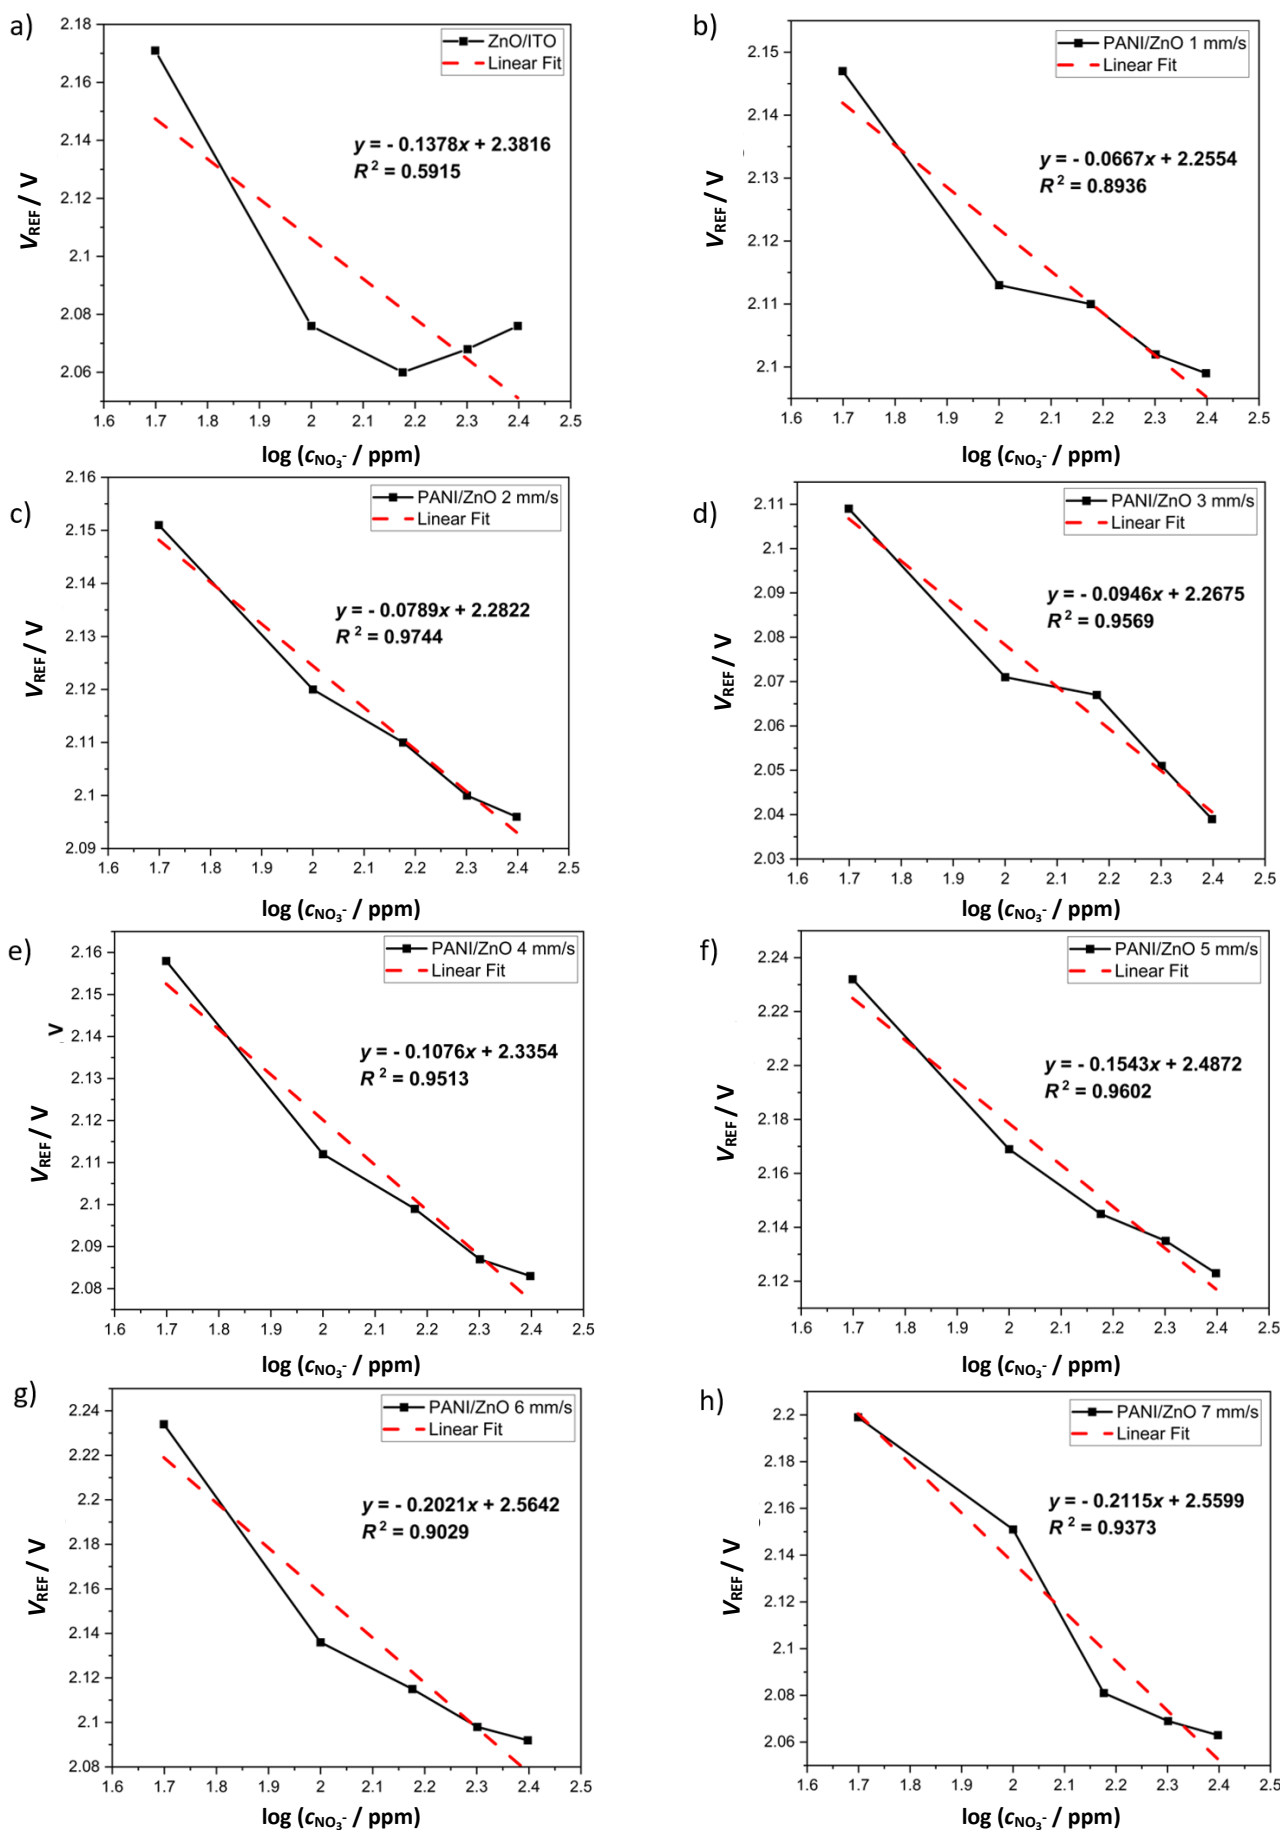 a)
2.18
2.16
2.14
2.12
2.1
2.08
2.06
V_REF / V
ZnO/ITO
Linear Fit
y = - 0.1378x + 2.3816
R² = 0.5915
1.6 1.7 1.8 1.9 2 2.1 2.2 2.3 2.4 2.5
log (c_NO₃⁻ / ppm)
b)
2.15
2.14
2.13
2.12
2.11
2.1
V_REF / V
PANI/ZnO 1 mm/s
Linear Fit
y = - 0.0667x + 2.2554
R² = 0.8936
1.6 1.7 1.8 1.9 2 2.1 2.2 2.3 2.4 2.5
log (c_NO₃⁻ / ppm)
c)
2.16
2.15
2.14
2.13
2.12
2.11
2.1
2.09
V_REF / V
PANI/ZnO 2 mm/s
Linear Fit
y = - 0.0789x + 2.2822
R² = 0.9744
1.6 1.7 1.8 1.9 2 2.1 2.2 2.3 2.4 2.5
log (c_NO₃⁻ / ppm)
d)
2.11
2.1
2.09
2.08
2.07
2.06
2.05
2.04
2.03
V_REF / V
PANI/ZnO 3 mm/s
Linear Fit
y = - 0.0946x + 2.2675
R² = 0.9569
1.6 1.7 1.8 1.9 2 2.1 2.2 2.3 2.4 2.5
log (c_NO₃⁻ / ppm)
e)
2.16
2.15
2.14
2.13
2.12
2.11
2.1
2.09
2.08
V
V_REF / V
PANI/ZnO 4 mm/s
Linear Fit
y = - 0.1076x + 2.3354
R² = 0.9513
1.6 1.7 1.8 1.9 2 2.1 2.2 2.3 2.4 2.5
log (c_NO₃⁻ / ppm)
f)
2.24
2.22
2.2
2.18
2.16
2.14
2.12
V_REF / V
PANI/ZnO 5 mm/s
Linear Fit
y = - 0.1543x + 2.4872
R² = 0.9602
1.6 1.7 1.8 1.9 2 2.1 2.2 2.3 2.4 2.5
log (c_NO₃⁻ / ppm)
g)
2.24
2.22
2.2
2.18
2.16
2.14
2.12
2.1
2.08
V_REF / V
PANI/ZnO 6 mm/s
Linear Fit
y = - 0.2021x + 2.5642
R² = 0.9029
1.6 1.7 1.8 1.9 2 2.1 2.2 2.3 2.4 2.5
log (c_NO₃⁻ / ppm)
h)
2.2
2.18
2.16
2.14
2.12
2.1
2.08
2.06
V_REF / V
PANI/ZnO 7 mm/s
Linear Fit
y = - 0.2115x + 2.5599
R² = 0.9373
1.6 1.7 1.8 1.9 2 2.1 2.2 2.3 2.4 2.5
log (c_NO₃⁻ / ppm)